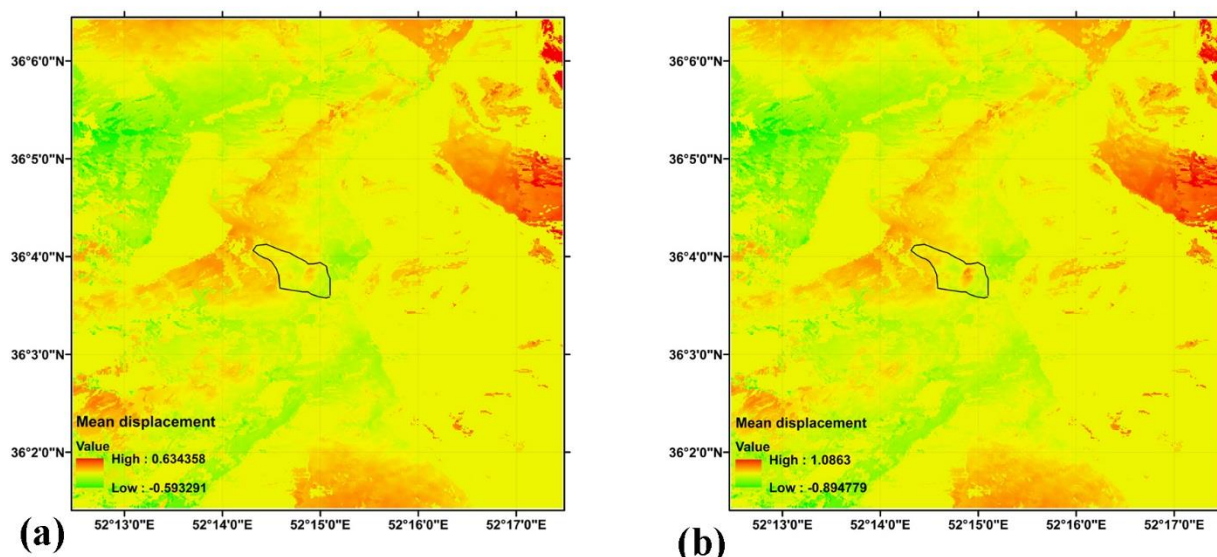 36°6'0"N
36°5'0"N
36°4'0"N
36°3'0"N
36°2'0"N
Mean displacement
Value
High : 0.634358
Low : -0.593291
52°13'0"E 52°14'0"E 52°15'0"E 52°16'0"E 52°17'0"E
(a)
36°6'0"N
36°5'0"N
36°4'0"N
36°3'0"N
36°2'0"N
Mean displacement
Value
High : 1.0863
Low : -0.894779
52°13'0"E 52°14'0"E 52°15'0"E 52°16'0"E 52°17'0"E
(b)